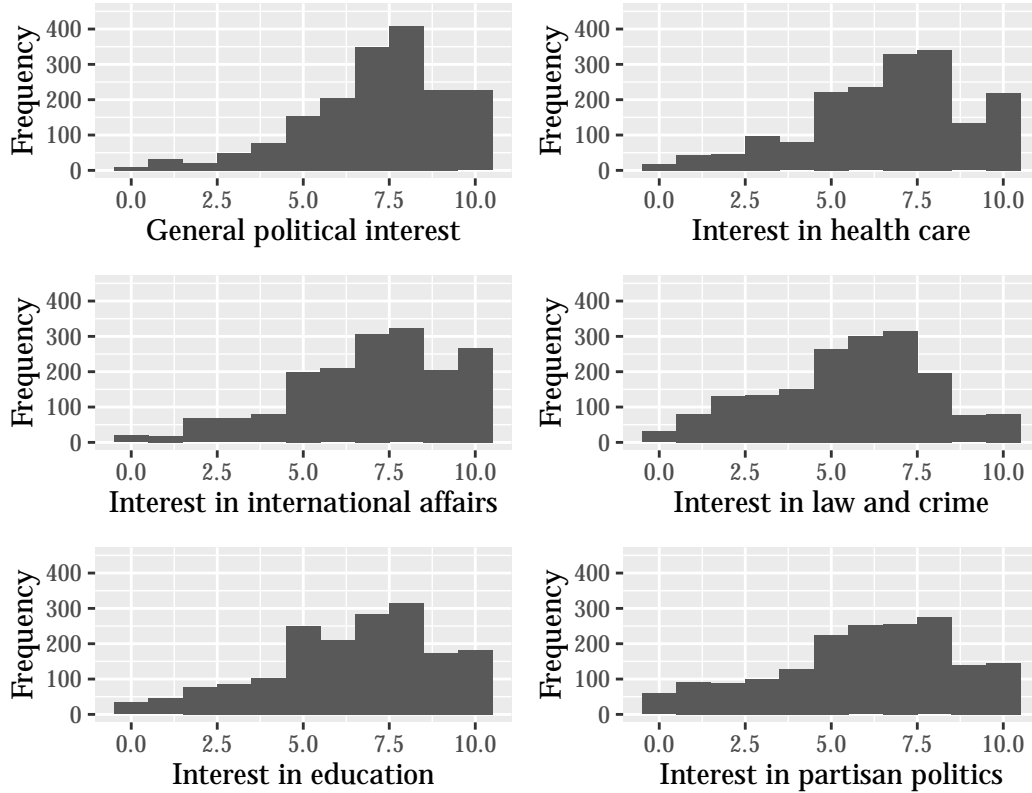 Frequency
400
300
200
100
0
0.0 2.5 5.0 7.5 10.0
General political interest
Frequency
400
300
200
100
0
0.0 2.5 5.0 7.5 10.0
Interest in health care
Frequency
400
300
200
100
0
0.0 2.5 5.0 7.5 10.0
Interest in international affairs
Frequency
400
300
200
100
0
0.0 2.5 5.0 7.5 10.0
Interest in law and crime
Frequency
400
300
200
100
0
0.0 2.5 5.0 7.5 10.0
Interest in education
Frequency
400
300
200
100
0
0.0 2.5 5.0 7.5 10.0
Interest in partisan politics